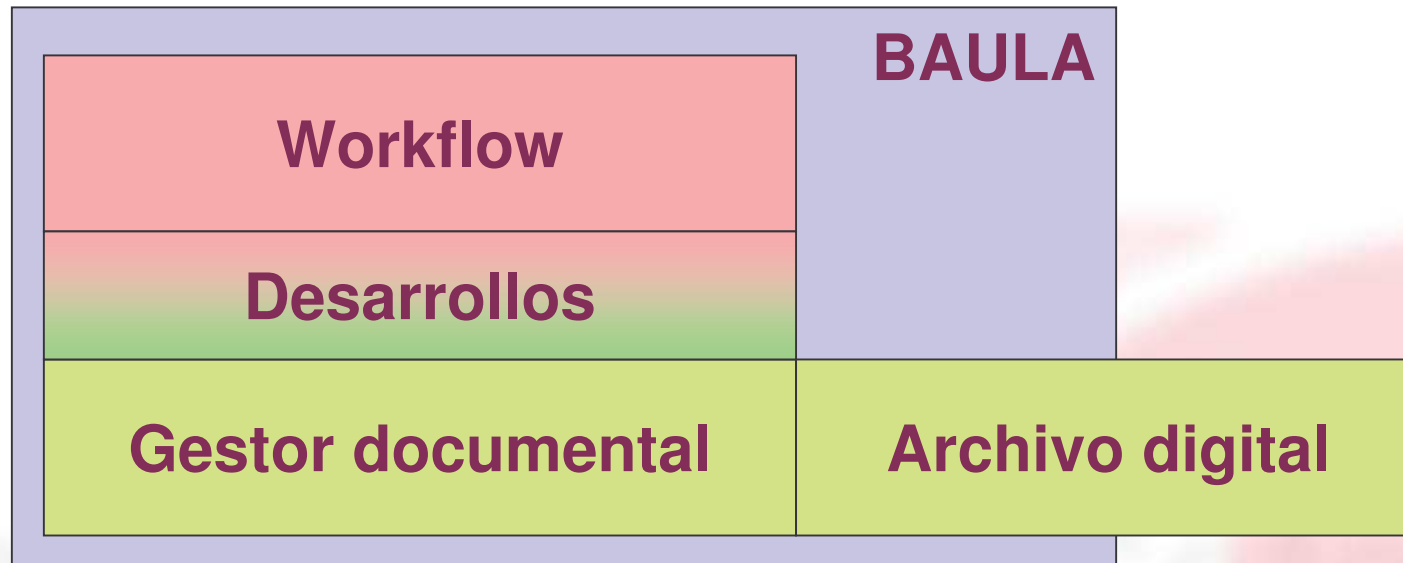 BAULA
Workflow
Desarrollos
Gestor documental
Archivo digital